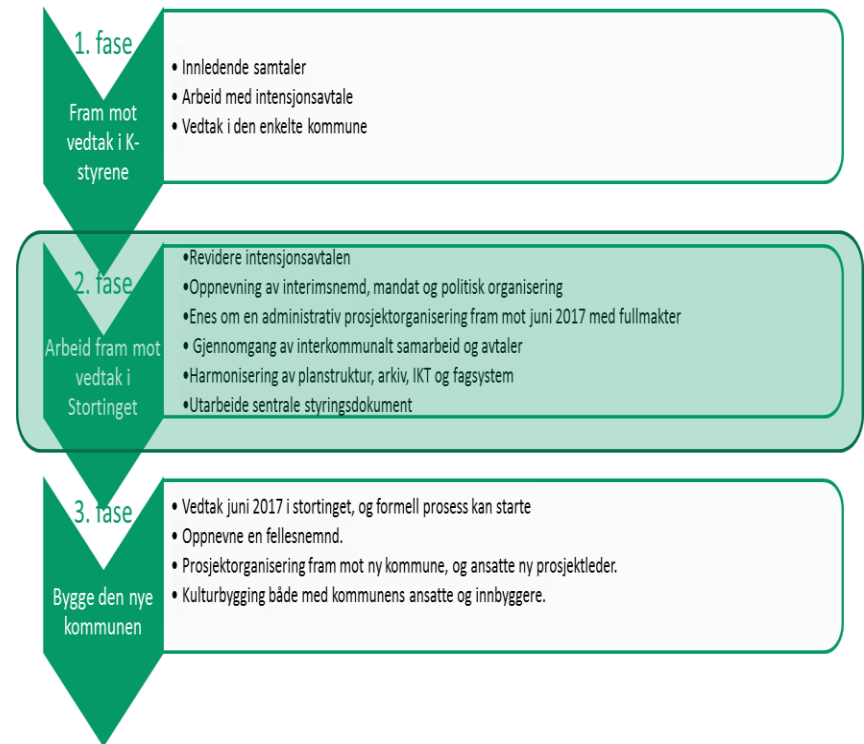 1. fase
Fram mot
vedtak i K-
styrene
• Innledende samtaler
• Arbeid med intensjonsavtale
• Vedtak i den enkelte kommune
2. fase
Arbeid fram mot
vedtak i
Stortinget
•Revidere intensjonsavtalen
•Oppnevning av interimsnemd, mandat og politisk organisering
•Enes om en administrativ prosjektorganisering fram mot juni 2017 med fullmakter
• Gjennomgang av interkommunalt samarbeid og avtaler
•Harmonisering av planstruktur, arkiv, IKT og fagsystem
•Utarbeide sentrale styringsdokument
3. fase
Bygge den nye
kommunen
• Vedtak juni 2017 i stortinget, og formell prosess kan starte
• Oppnevne en fellesnemnd.
• Prosjektorganisering fram mot ny kommune, og ansatte ny prosjektleder.
• Kulturbygging både med kommunens ansatte og innbyggere.